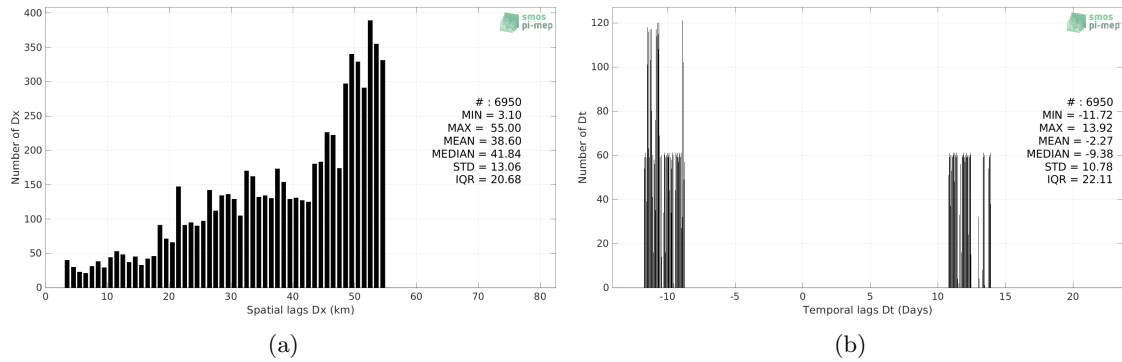 smos
pi-mep
400
350
300
250
200
150
100
50
0
Number of Dx
# : 6950
MIN = 3.10
MAX = 55.00
MEAN = 38.60
MEDIAN = 41.84
STD = 13.06
IQR = 20.68
0 10 20 30 40 50 60 70 80
Spatial lags Dx (km)
(a)
smos
pi-mep
120
100
80
60
40
20
0
Number of Dt
# : 6950
MIN = -11.72
MAX = 13.92
MEAN = -2.27
MEDIAN = -9.38
STD = 10.78
IQR = 22.11
-10 -5 0 5 10 15 20
Temporal lags Dt (Days)
(b)